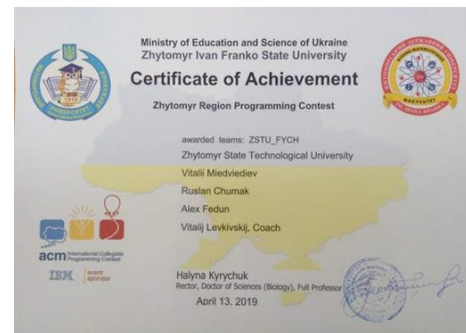 Ministry of Education and Science of Ukraine
Zhytomyr Ivan Franko State University
Certificate of Achievement
Zhytomyr Region Programming Contest
awarded teams: ZSTU_FYCH
Zhytomyr State Technological University
Vitalii Miedviediev
Ruslan Chumak
Alex Fedun
Vitalij Levkivskij, Coach
acm International Collegiate
Programming Contest
IBM event
sponsor
Halyna Kyrychuk
Rector, Doctor of Sciences (Biology), Full Professor
April 13, 2019